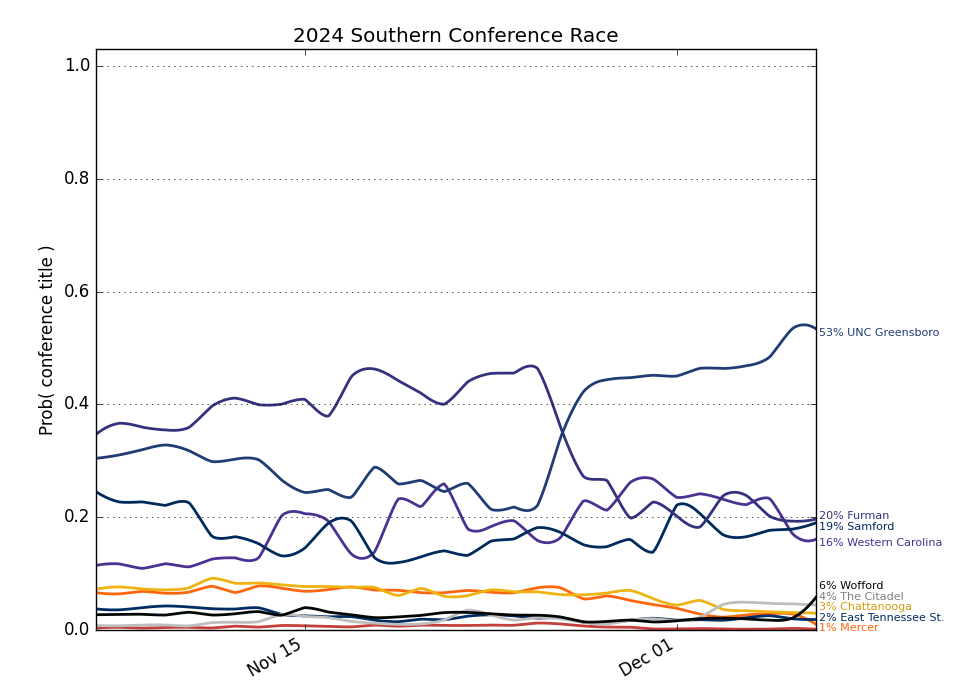 2024 Southern Conference Race
Prob( conference title )
1.0
0.8
0.6
0.4
0.2
0.0
Nov 15
Dec 01
53% UNC Greensboro
20% Furman
19% Samford
16% Western Carolina
6% Wofford
4% The Citadel
3% Chattanooga
2% East Tennessee St.
1% Mercer